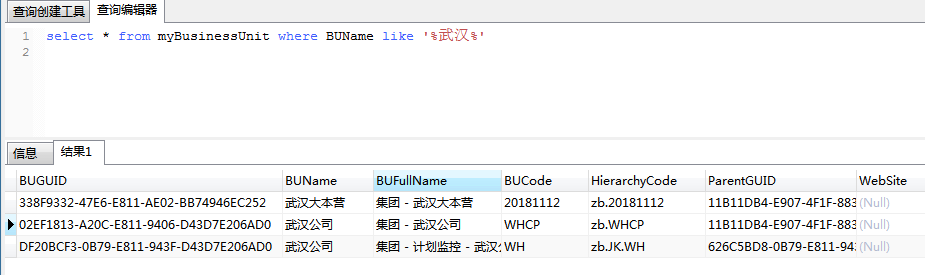 查询创建工具 查询编辑器
1 select * from myBusinessUnit where BUName like '%武汉%'
2
信息 结果1
BUGUID BUName BUFullName BUCode HierarchyCode ParentGUID WebSite
338F9332-47E6-E811-AE02-BB74946EC252 武汉大本营 集团 - 武汉大本营 20181112 zb.20181112 11B11DB4-E907-4F1F-883 (Null)
02EF1813-A20C-E811-9406-D43D7E206AD0 武汉公司 集团 - 武汉公司 WHCP zb.WHCP 11B11DB4-E907-4F1F-883 (Null)
DF20BCF3-0B79-E811-943F-D43D7E206AD0 武汉公司 集团 - 计划监控 - 武汉 WH zb.JK.WH 626C5BD8-0B79-E811-94 (Null)